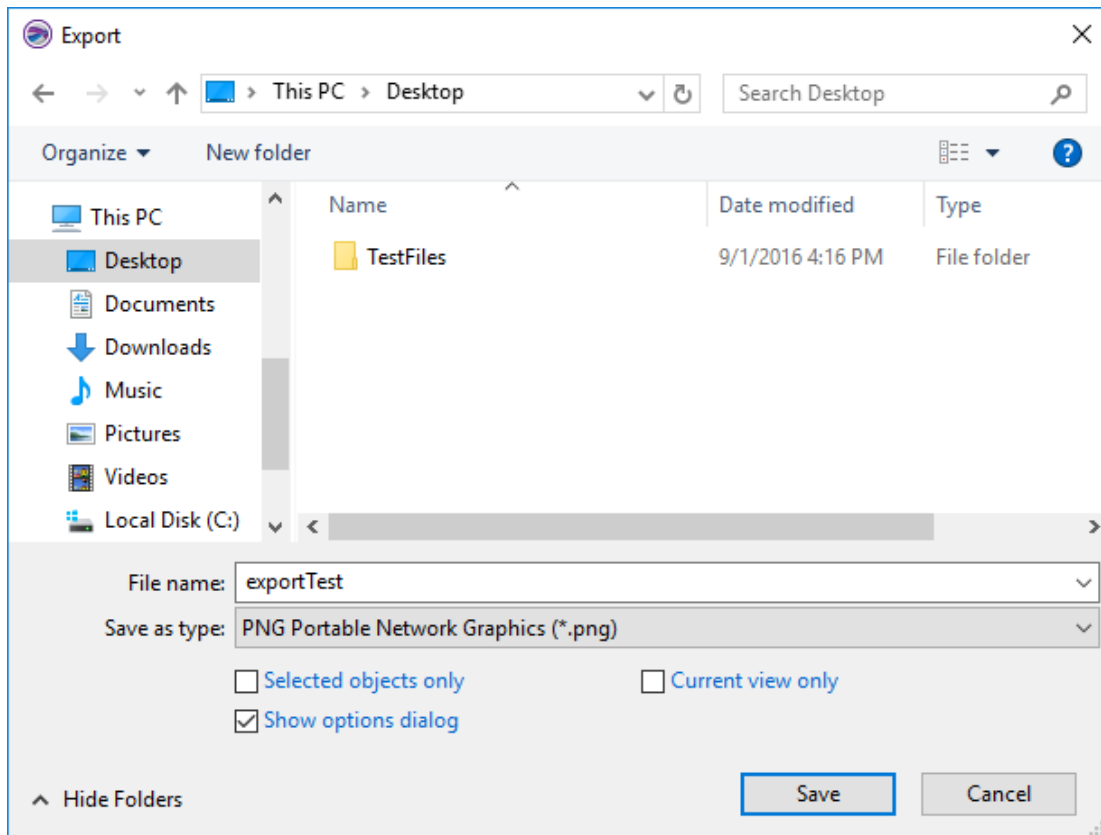 Export
This PC > Desktop
Search Desktop
Organize
New folder
?
This PC
Desktop
Documents
Downloads
Music
Pictures
Videos
Local Disk (C:)
Name Date modified Type
TestFiles 9/1/2016 4:16 PM File folder
File name: exportTest
Save as type: PNG Portable Network Graphics (*.png)
Selected objects only Current view only
Show options dialog
Hide Folders Save Cancel